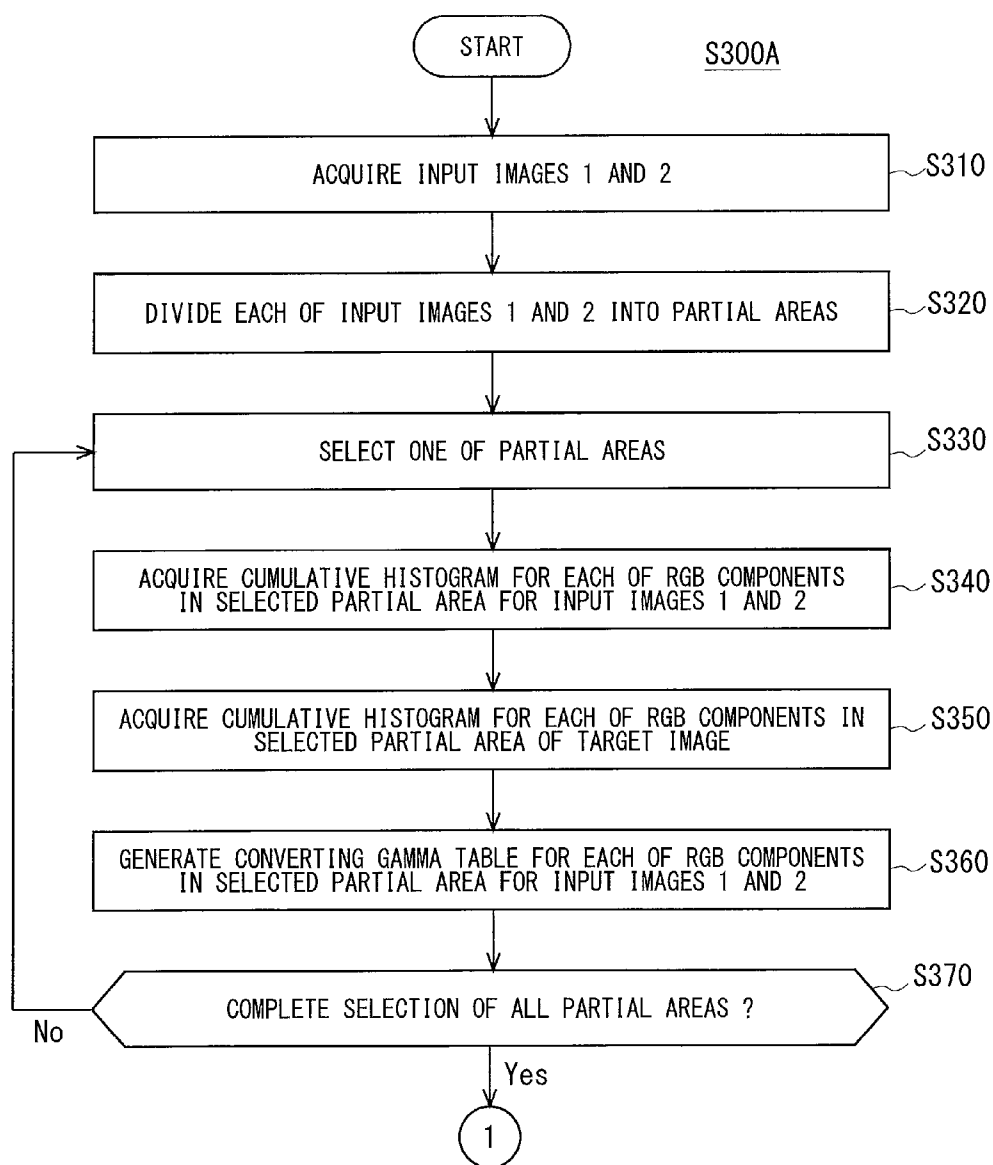 START
S300A
ACQUIRE INPUT IMAGES 1 AND 2
S310
DIVIDE EACH OF INPUT IMAGES 1 AND 2 INTO PARTIAL AREAS
S320
SELECT ONE OF PARTIAL AREAS
S330
ACQUIRE CUMULATIVE HISTOGRAM FOR EACH OF RGB COMPONENTS
IN SELECTED PARTIAL AREA FOR INPUT IMAGES 1 AND 2
S340
ACQUIRE CUMULATIVE HISTOGRAM FOR EACH OF RGB COMPONENTS IN
SELECTED PARTIAL AREA OF TARGET IMAGE
S350
GENERATE CONVERTING GAMMA TABLE FOR EACH OF RGB COMPONENTS
IN SELECTED PARTIAL AREA FOR INPUT IMAGES 1 AND 2
S360
COMPLETE SELECTION OF ALL PARTIAL AREAS ?
S370
No
Yes
1